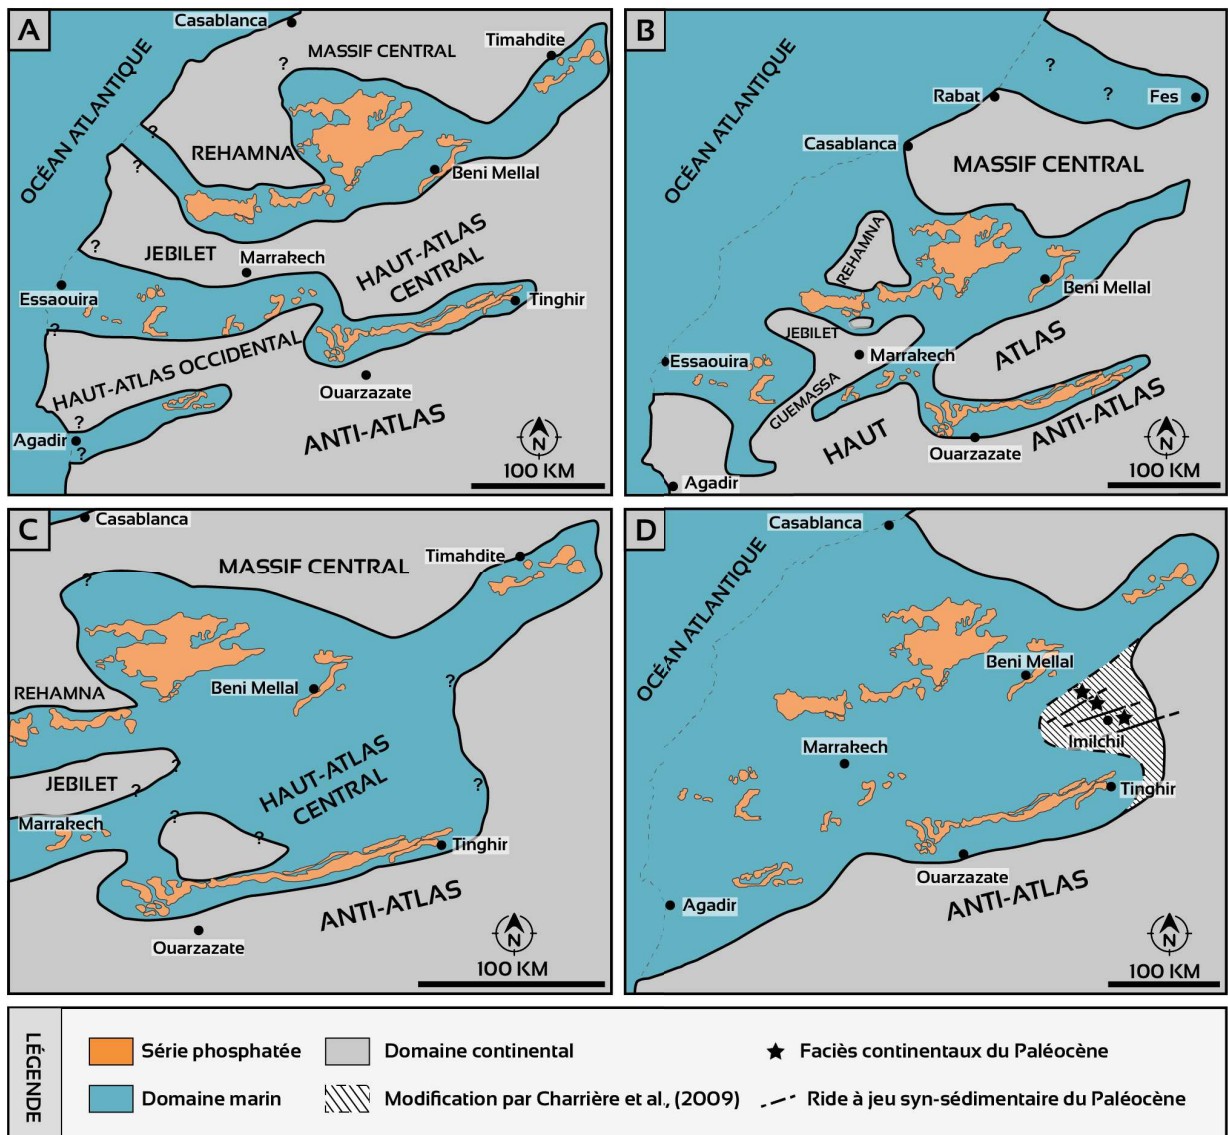 A
Casablanca
MASSIF CENTRAL
Timahdite
?
OCÉAN ATLANTIQUE
?
REHAMNA
?
Beni Mellal
JEBILET
?
Marrakech
HAUT-ATLAS
CENTRAL
Essaouira
Tinghir
?
HAUT-ATLAS OCCIDENTAL
Ouarzazate
?
Agadir
?
ANTI-ATLAS
N
100 KM
B
OCÉAN ATLANTIQUE
?
?
Rabat
Fes
Casablanca
MASSIF CENTRAL
REHAMNA
Beni Mellal
JEBILET
Essaouira
Marrakech
ATLAS
GUEMASSA
HAUT
ANTI-ATLAS
Ouarzazate
Agadir
N
100 KM
C
Casablanca
Timahdite
MASSIF CENTRAL
?
REHAMNA
Beni Mellal
?
JEBILET
?
?
HAUT-ATLAS
CENTRAL
?
Marrakech
?
?
Tinghir
ANTI-ATLAS
Ouarzazate
N
100 KM
D
Casablanca
OCÉAN ATLANTIQUE
Beni Mellal
Marrakech
Imilchil
Tinghir
Ouarzazate
Agadir
ANTI-ATLAS
N
100 KM
LÉGENDE
Série phosphatée
Domaine continental
Faciès continentaux du Paléocène
Domaine marin
Modification par Charrière et al., (2009)
Ride à jeu syn-sédimentaire du Paléocène